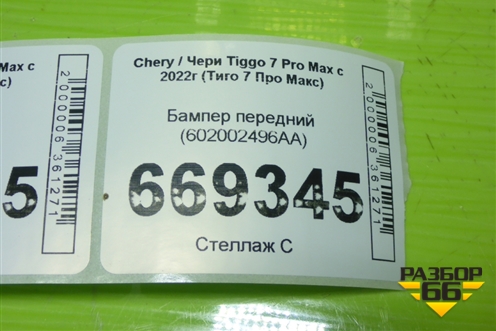 Max с
с)
5
2000006361271
Chery / Чери Tiggo 7 Pro Max с
2022г (Тиго 7 Про Макс)
Бампер передний
(602002496AA)
669345
Стеллаж С
2000006361271
РАЗБОР
66